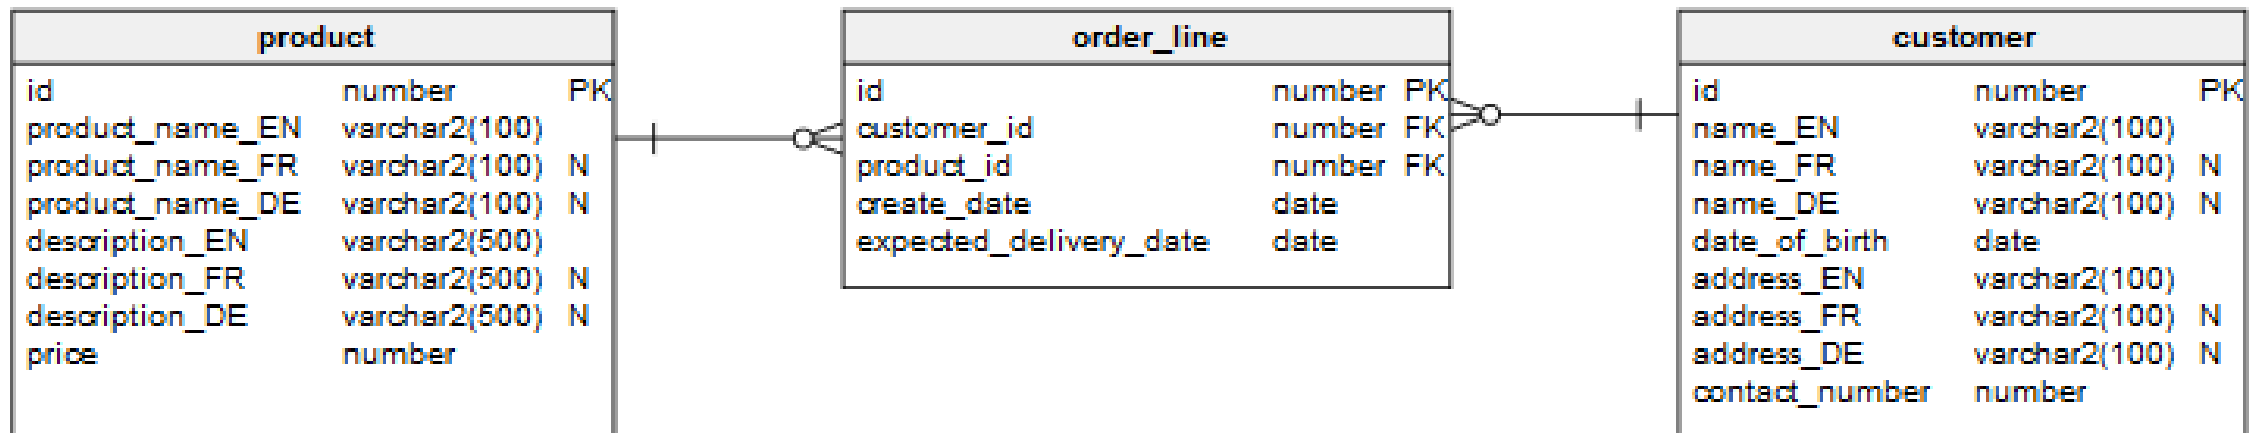 product
id number PK
product_name_EN varchar2(100)
product_name_FR varchar2(100) N
product_name_DE varchar2(100) N
description_EN varchar2(500)
description_FR varchar2(500) N
description_DE varchar2(500) N
price number
order_line
id number PK
customer_id number FK
product_id number FK
create_date date
expected_delivery_date date
customer
id number PK
name_EN varchar2(100)
name_FR varchar2(100) N
name_DE varchar2(100) N
date_of_birth date
address_EN varchar2(100)
address_FR varchar2(100) N
address_DE varchar2(100) N
contact_number number